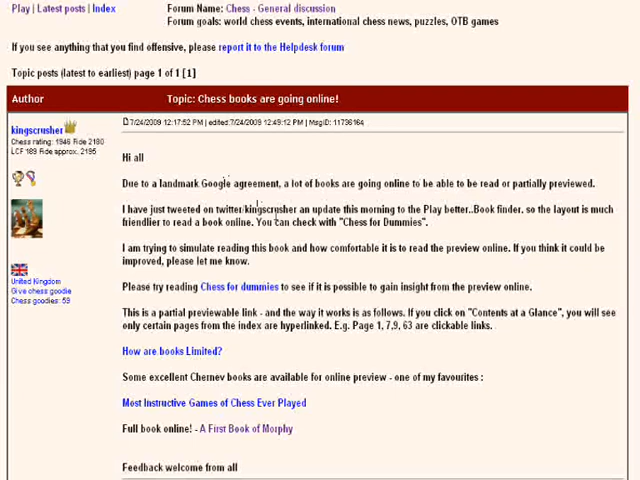 Play | Latest posts | Index
Forum Name: Chess - General discussion
Forum goals: world chess events, international chess news, puzzles, OTB games
If you see anything that you find offensive, please report it to the Helpdesk forum
Topic posts (latest to earliest) page 1 of 1 [1]
Author Topic: Chess books are going online!
kingscrusher
Chess rating: 1946 Ride 2180
LCF 189 Ride approx. 2195
United Kingdom
Give chess goodie
Chess goodies: 59
7/24/2009 12:17:52 PM | edited:7/24/2009 12:49:12 PM | MsgID: 11736164
Hi all
Due to a landmark Google agreement, a lot of books are going online to be able to be read or partially previewed.
I have just tweeted on twitter/kingscrusher an update this morning to the Play better..Book finder. so the layout is much
friendlier to read a book online. You can check with "Chess for Dummies".
I am trying to simulate reading this book and how comfortable it is to read the preview online. If you think it could be
improved, please let me know.
Please try reading Chess for dummies to see if it is possible to gain insight from the preview online.
This is a partial previewable link - and the way it works is as follows. If you click on "Contents at a Glance", you will see
only certain pages from the index are hyperlinked. E.g. Page 1, 7,9, 63 are clickable links.
How are books Limited?
Some excellent Chernev books are available for online preview - one of my favourites :
Most Instructive Games of Chess Ever Played
Full book online! - A First Book of Morphy
Feedback welcome from all